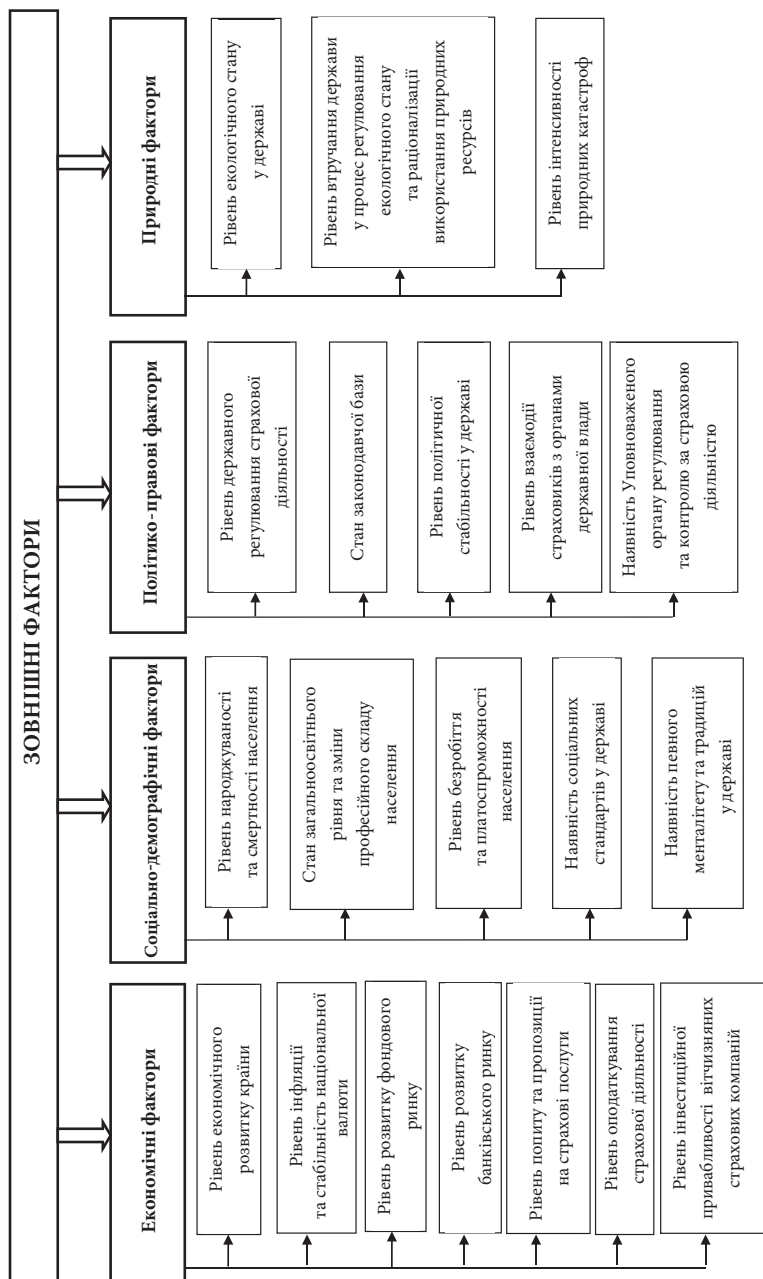 ЗОВНІШНІ ФАКТОРИ
Економічні фактори
Рівень економічного
розвитку країни
Рівень інфляції
та стабільність національної
валюти
Рівень розвитку фондового
ринку
Рівень розвитку
банківського ринку
Рівень попиту та пропозиції
на страхові послуги
Рівень оподаткування
страхової діяльності
Рівень інвестиційної
привабливості вітчизняних
страхових компаній
Соціально-демографічні фактори
Рівень народжуваності
та смертності населення
Стан загальноосвітнього
рівня та зміни
професійного складу
населення
Рівень безробіття
та платоспроможності
населення
Наявність соціальних
стандартів у державі
Наявність певного
менталітету та традицій
у державі
Політико-правові фактори
Рівень державного
регулювання страхової
діяльності
Стан законодавчої бази
Рівень політичної
стабільності у державі
Рівень взаємодії
страховиків з органами
державної влади
Наявність Уповноваженого
органу регулювання
та контролю за страховою
діяльністю
Природні фактори
Рівень екологічного стану
у державі
Рівень втручання держави
у процес регулювання
екологічного стану
та раціоналізації
використання природних
ресурсів
Рівень інтенсивності
природних катастроф